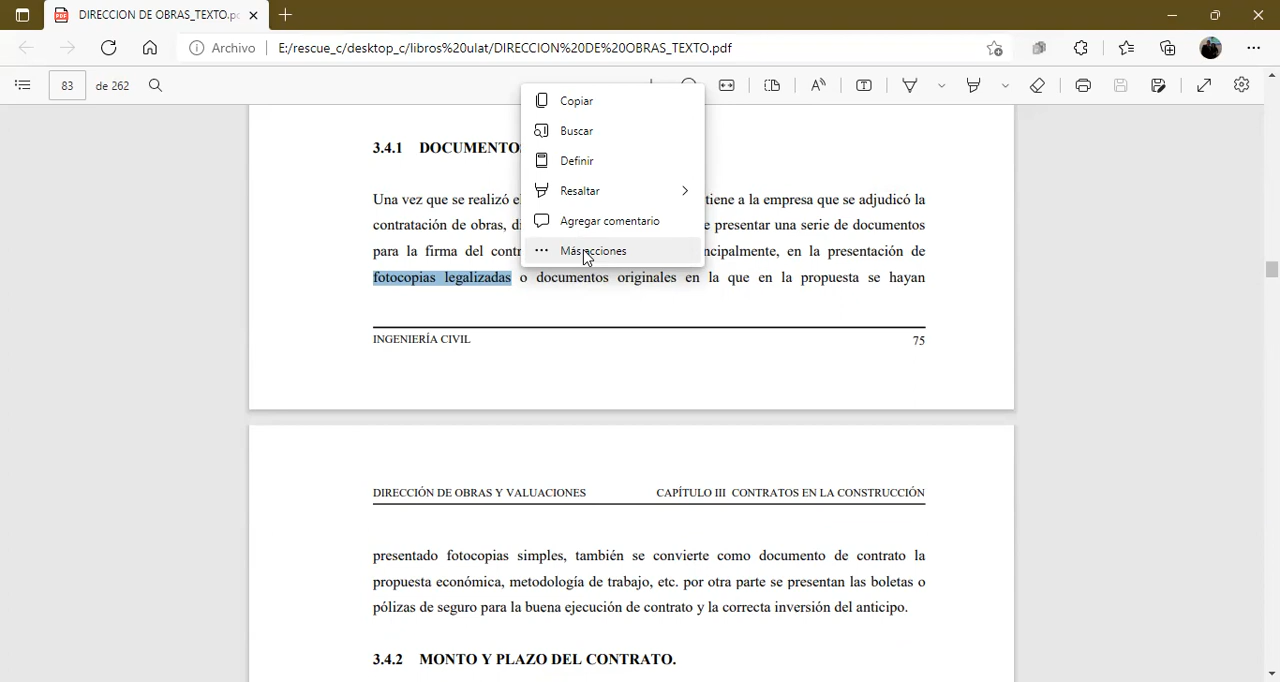 DIRECCION DE OBRAS_TEXTO.p
Archivo E:/rescue_c/desktop_c/libros%20ulat/DIRECCION%20DE%20OBRAS_TEXTO.pdf
83 de 262
Copiar
Buscar
Definir
Resaltar
Agregar comentario
Más acciones
3.4.1 DOCUMENTO
Una vez que se realizó tiene a la empresa que se adjudicó la
contratación de obras, presentar una serie de documentos
para la firma del en la presentación de
fotocopias legalizadas o documentos originales en la que en la propuesta se hayan
INGENIERÍA CIVIL 75
DIRECCIÓN DE OBRAS Y VALUACIONES CAPÍTULO III CONTRATOS EN LA CONSTRUCCIÓN
presentado fotocopias simples, también se convierte como documento de contrato la
propuesta económica, metodología de trabajo, etc. por otra parte se presentan las boletas o
pólizas de seguro para la buena ejecución de contrato y la correcta inversión del anticipo.
3.4.2 MONTO Y PLAZO DEL CONTRATO.